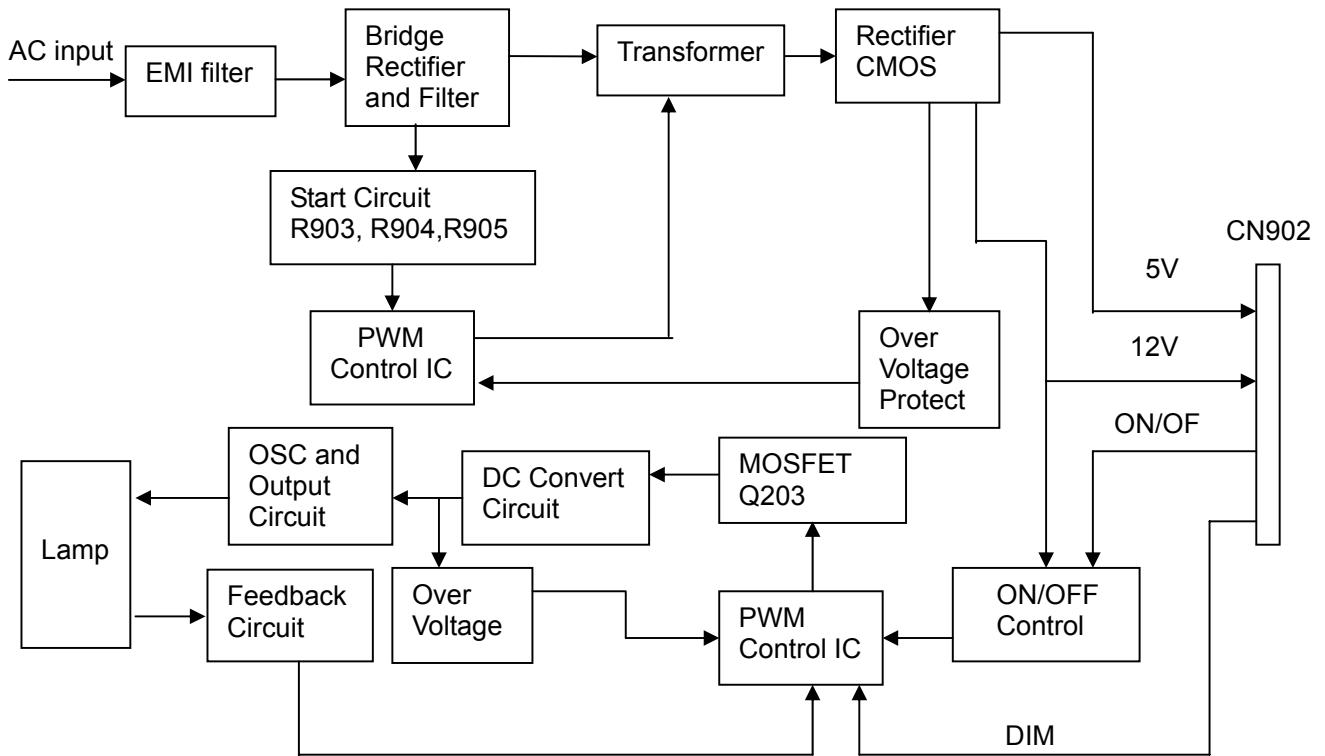 AC input
EMI filter
Bridge
Rectifier
and Filter
Transformer
Rectifier
CMOS
Start Circuit
R903, R904,R905
CN902
5V
PWM
Control IC
Over
Voltage
Protect
12V
ON/OF
OSC and
Output
Circuit
DC Convert
Circuit
MOSFET
Q203
Lamp
Feedback
Circuit
Over
Voltage
PWM
Control IC
ON/OFF
Control
DIM